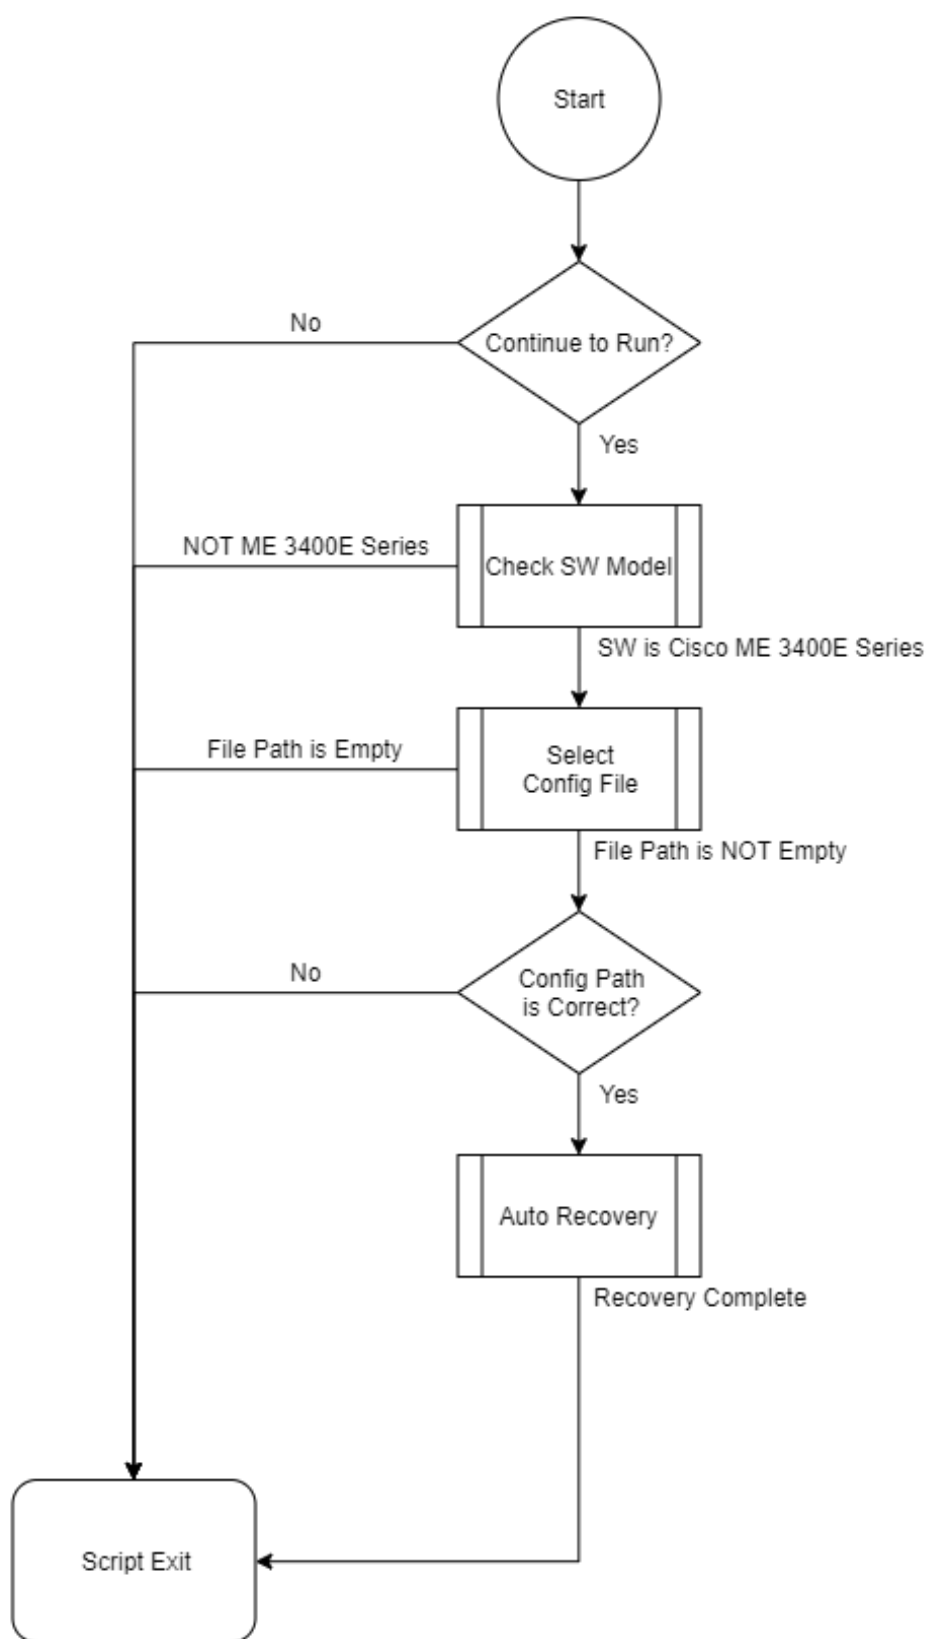 Start
No
Continue to Run?
Yes
NOT ME 3400E Series
Check SW Model
SW is Cisco ME 3400E Series
File Path is Empty
Select
Config File
File Path is NOT Empty
No
Config Path
is Correct?
Yes
Auto Recovery
Recovery Complete
Script Exit